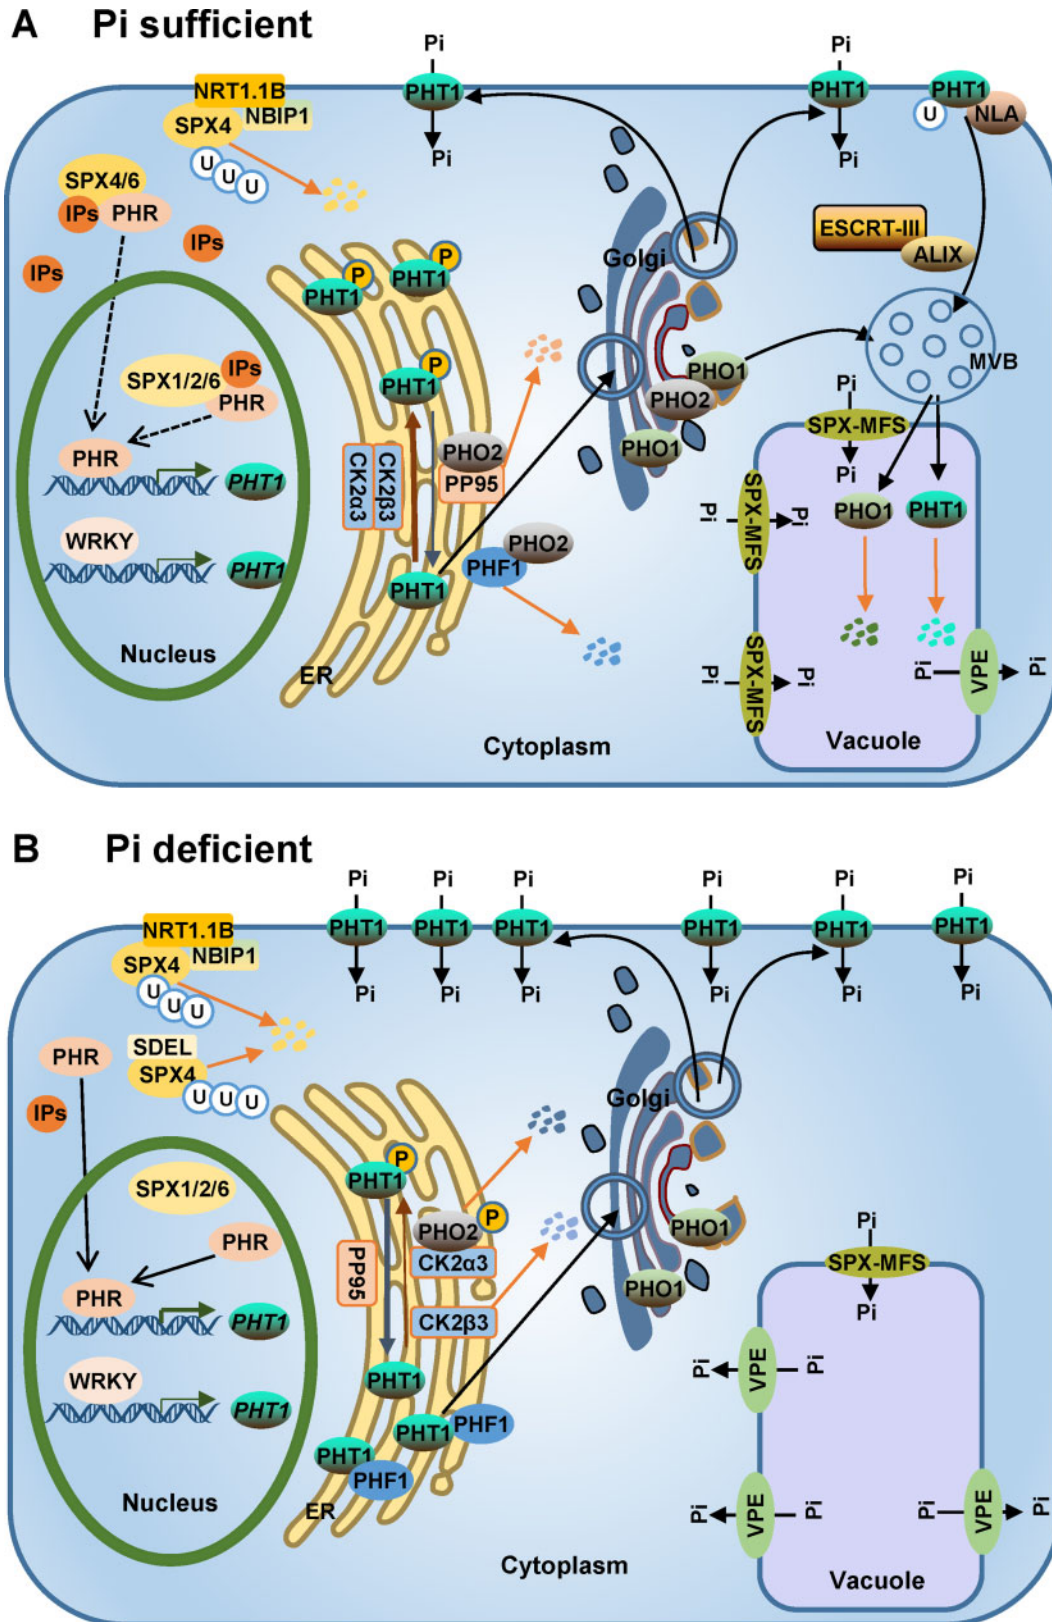 A Pi sufficient
Pi
Pi
NRT1.1B
PHT1
PHT1
PHT1
NBIP1
SPX4
U
NLA
U
U
U
Pi
Pi
SPX4/6
IPs
PHR
IPs
ESCRT-III
ALIX
IPs
P
P
Golgi
PHT1
PHT1
SPX1/2/6
IPs
PHR
P
PHT1
PHO1
MVB
PHO2
Pi
SPX-MFS
PHR
PHT1
CK2α3
CK2β3
PHO2
PP95
PHO1
Pi
SPX-MFS
Pi
Pi
PHO1
PHT1
WRKY
PHT1
PHO2
PHF1
PHT1
Nucleus
ER
Pi
SPX-MFS
Pi
Pi
VPE
Pi
Cytoplasm
Vacuole
B Pi deficient
Pi
Pi
Pi
Pi
Pi
Pi
NRT1.1B
PHT1
PHT1
PHT1
PHT1
PHT1
PHT1
NBIP1
SPX4
U
U
U
Pi
Pi
Pi
Pi
Pi
Pi
PHR
SDEL
SPX4
U
U
U
IPs
Golgi
SPX1/2/6
P
PHT1
PHR
PHO2
P
CK2α3
PHO1
Pi
SPX-MFS
PP95
PHR
PHT1
CK2β3
PHO1
Pi
WRKY
PHT1
PHT1
Pi
VPE
Pi
PHT1
PHF1
PHT1
PHF1
Nucleus
ER
Pi
VPE
Pi
Pi
VPE
Pi
Cytoplasm
Vacuole